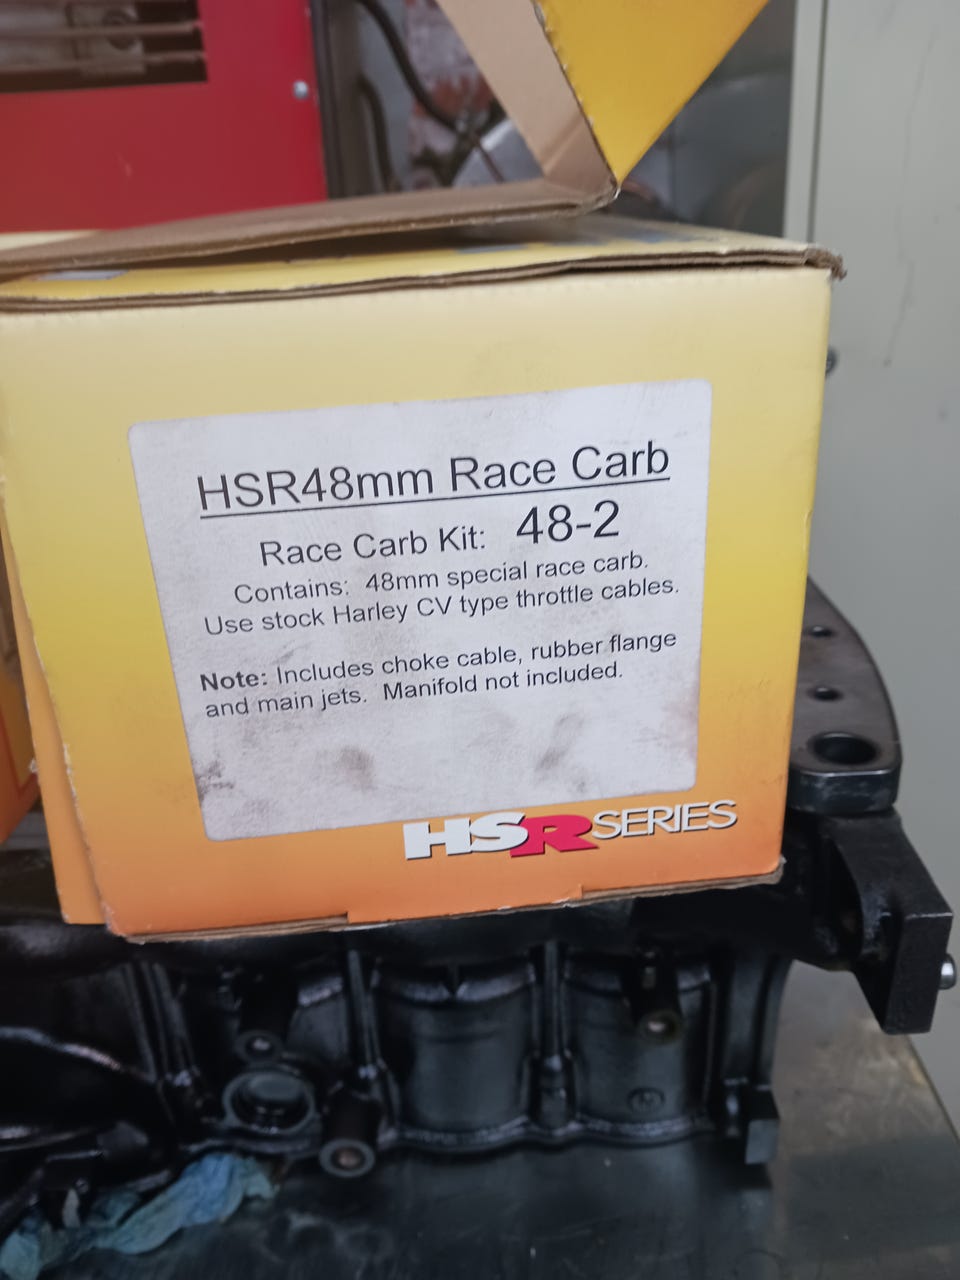 HSR48mm Race Carb
Race Carb Kit: 48-2
Contains: 48mm special race carb.
Use stock Harley CV type throttle cables.
Note: Includes choke cable, rubber flange
and main jets. Manifold not included.
HSR SERIES